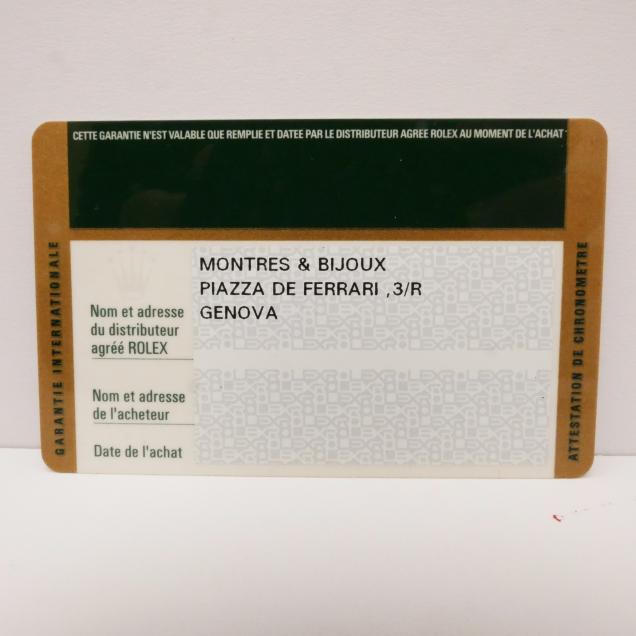 CETTE GARANTIE N'EST VALABLE QUE REMPLIE ET DATEE PAR LE DISTRIBUTEUR AGREE ROLEX AU MOMENT DE L'ACHAT
GARANTIE INTERNATIONALE
Nom et adresse
du distributeur
agréé ROLEX
MONTRES & BIJOUX
PIAZZA DE FERRARI ,3/R
GENOVA
Nom et adresse
de l'acheteur
Date de l'achat
ATTESTATION DE CHRONOMETRE